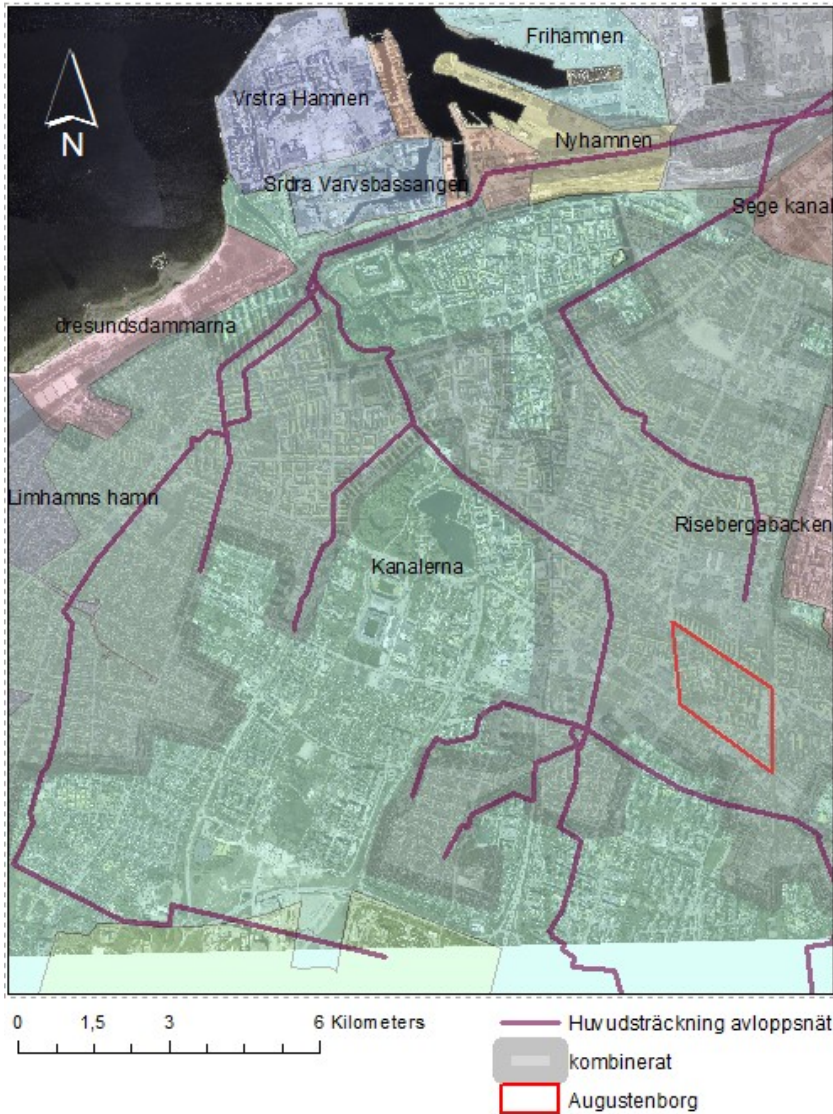 Frihamnen
Vrstra Hamnen
N
Nyhamnen
Srdra Varvsbassangen
Sege kanal
dresundsdammarna
Limhamns hamn
Risebergabacken
Kanalerna
0 1,5 3 6 Kilometers
Huvudsträckning avloppsnät
kombinerat
Augustenborg